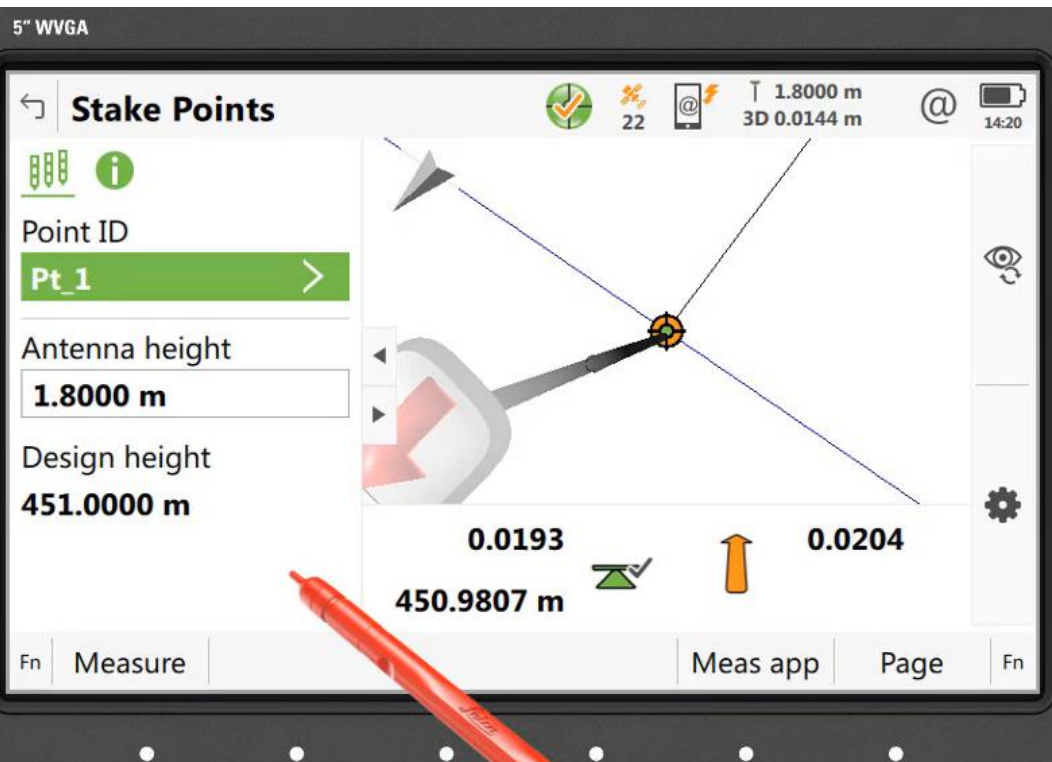 5” WVGA
Stake Points
22
@
1.8000 m
3D 0.0144 m
@
14:20
i
Point ID
Pt_1
Antenna height
1.8000 m
Design height
451.0000 m
0.0193
0.0204
450.9807 m
Fn
Measure
Meas app
Page
Fn
Leica